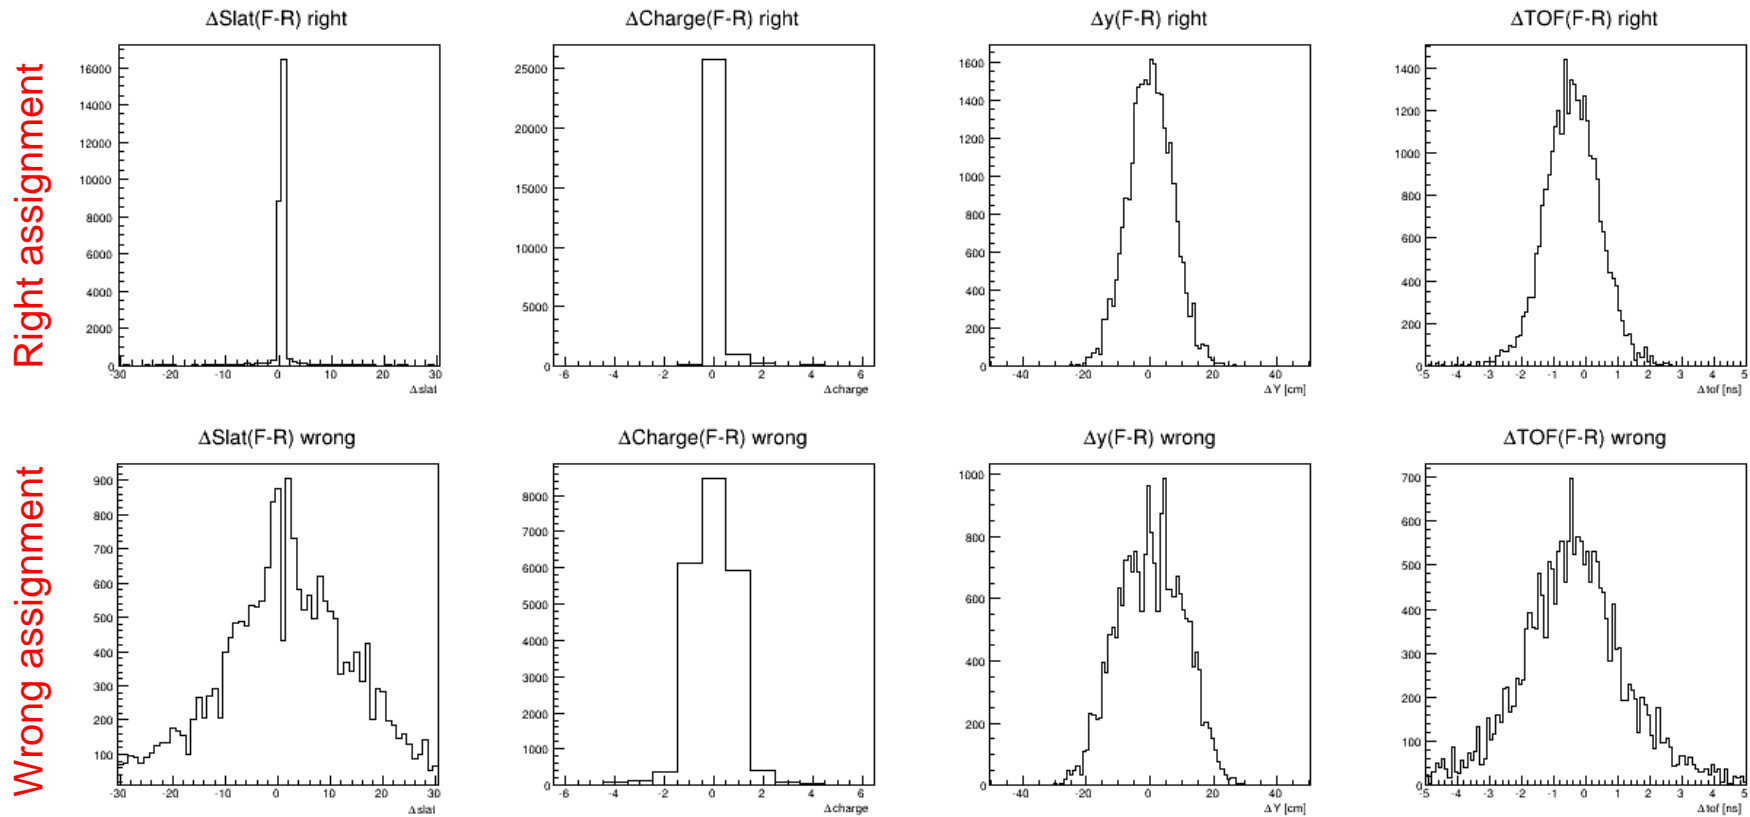 Right assignment
ΔSlat(F-R) right
16000
14000
12000
10000
8000
6000
4000
2000
0
-30 -20 -10 0 10 20 30
Δslat
ΔCharge(F-R) right
25000
20000
15000
10000
5000
0
-6 -4 -2 0 2 4 6
Δcharge
Δy(F-R) right
1600
1400
1200
1000
800
600
400
200
0
-40 -20 0 20 40
ΔY [cm]
ΔTOF(F-R) right
1400
1200
1000
800
600
400
200
0
-5 -4 -3 -2 -1 0 1 2 3 4 5
Δtof [ns]
Wrong assignment
ΔSlat(F-R) wrong
900
800
700
600
500
400
300
200
100
-30 -20 -10 0 10 20 30
Δslat
ΔCharge(F-R) wrong
8000
7000
6000
5000
4000
3000
2000
1000
0
-6 -4 -2 0 2 4 6
Δcharge
Δy(F-R) wrong
1000
800
600
400
200
0
-40 -20 0 20 40
ΔY [cm]
ΔTOF(F-R) wrong
700
600
500
400
300
200
100
0
-5 -4 -3 -2 -1 0 1 2 3 4 5
Δtof [ns]